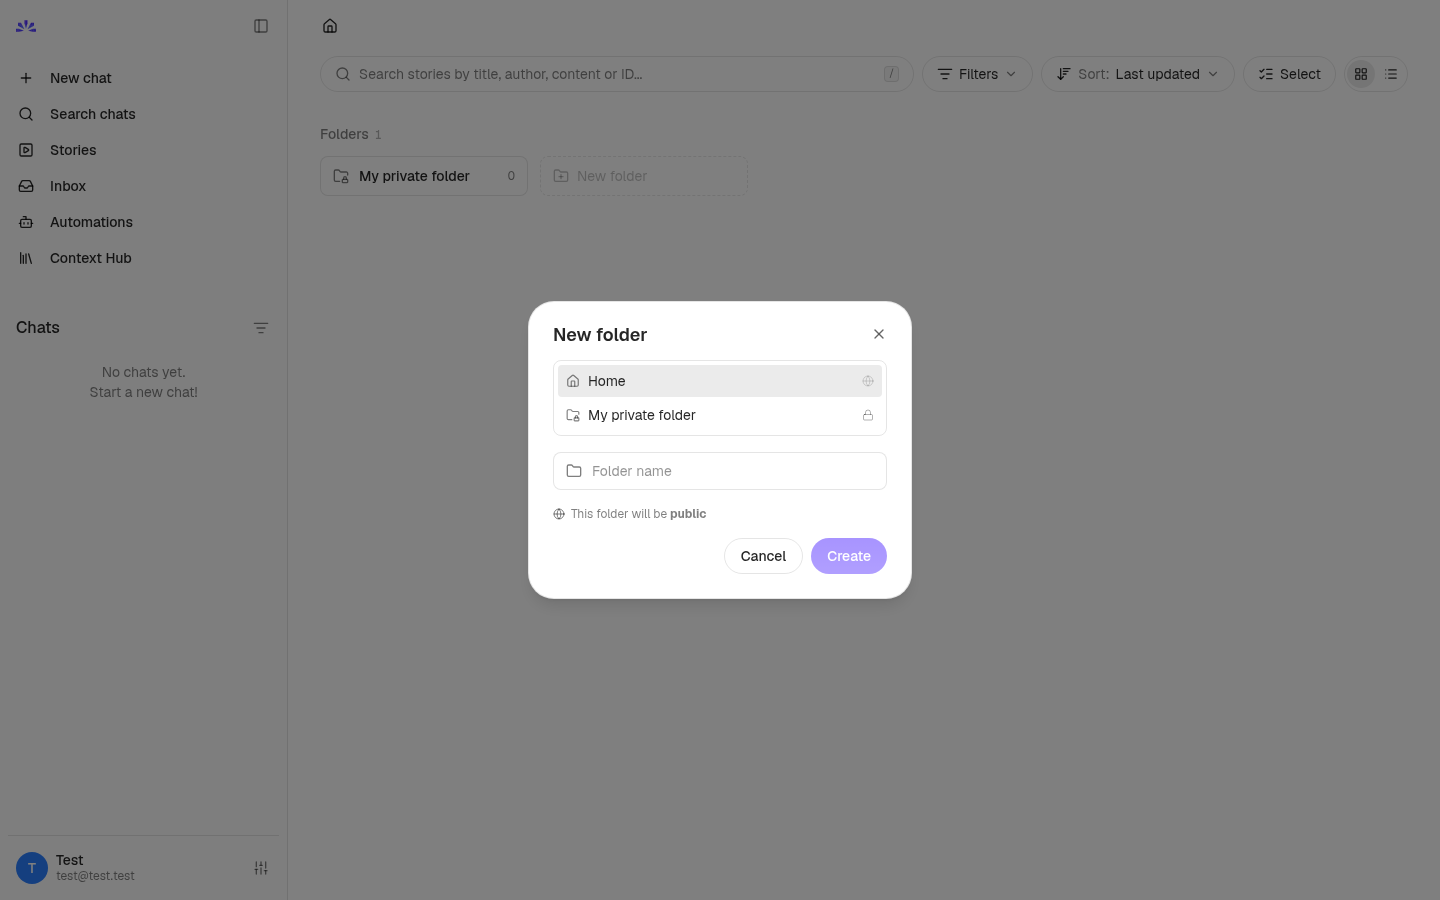 New chat
Search chats
Stories
Inbox
Automations
Context Hub
Chats
No chats yet.
Start a new chat!
T
Test
test@test.test
Search stories by title, author, content or ID...
/
Filters
Sort: Last updated
Select
Folders 1
My private folder 0
New folder
New folder
Home
My private folder
Folder name
This folder will be public
Cancel
Create